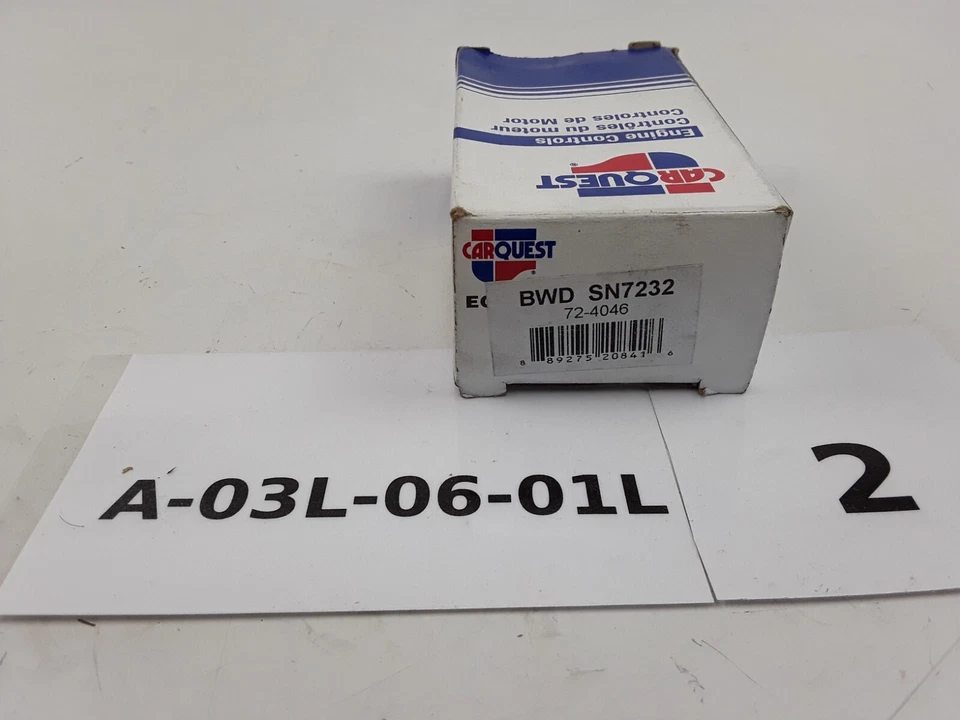 Engine Controls
Contrôles du moteur
Controles de Motor
CARQUEST®
CARQUEST®
BWD SN7232
72-4046
8 89275 20841 6
A-03L-06-01L
2